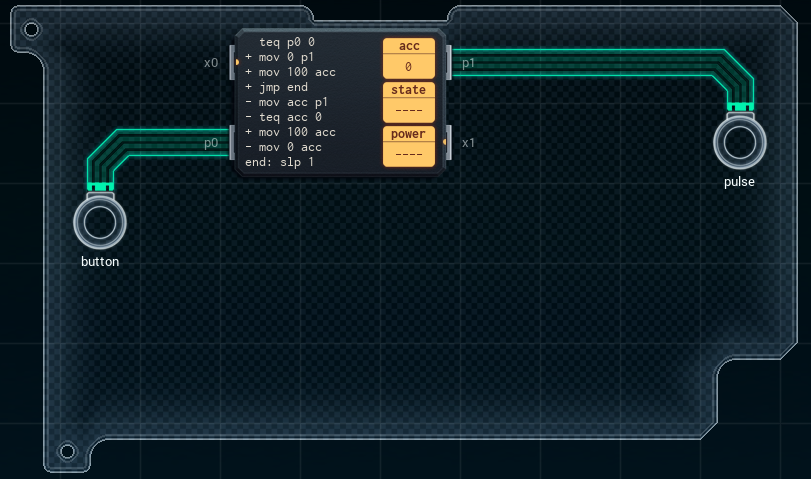 teq p0 0
+ mov 0 p1
+ mov 100 acc
+ jmp end
- mov acc p1
- teq acc 0
+ mov 100 acc
- mov 0 acc
end: slp 1
acc
0
state
----
power
----
x0
p0
p1
x1
button
pulse